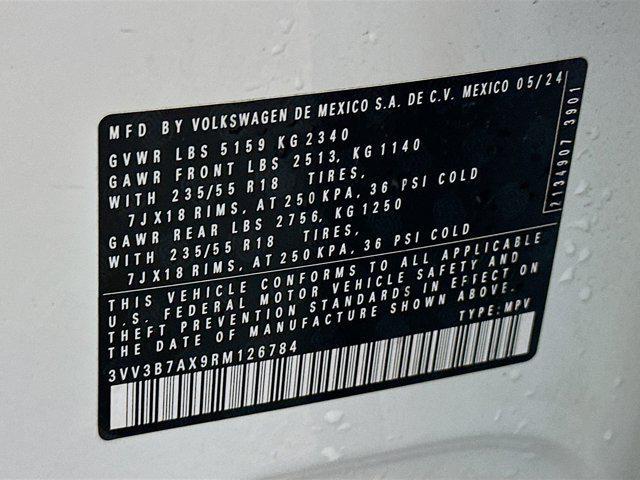 MFD BY VOLKSWAGEN DE MEXICO S.A. DE C.V. MEXICO 05/24
GVWR LBS 5159 KG 2340
GAWR FRONT LBS 2513, KG 1140
WITH 235/55 R18 TIRES,
7JX18 RIMS, AT 250 KPA, 36 PSI COLD
GAWR REAR LBS 2756, KG 1250
WITH 235/55 R18 TIRES,
7JX18 RIMS, AT 250 KPA, 36 PSI COLD
2134907 3901
THIS VEHICLE CONFORMS TO ALL APPLICABLE
U.S. FEDERAL MOTOR VEHICLE SAFETY AND
THEFT PREVENTION STANDARDS IN EFFECT ON
THE DATE OF MANUFACTURE SHOWN ABOVE.
3VV3B7AX9RM126784 TYPE: MPV